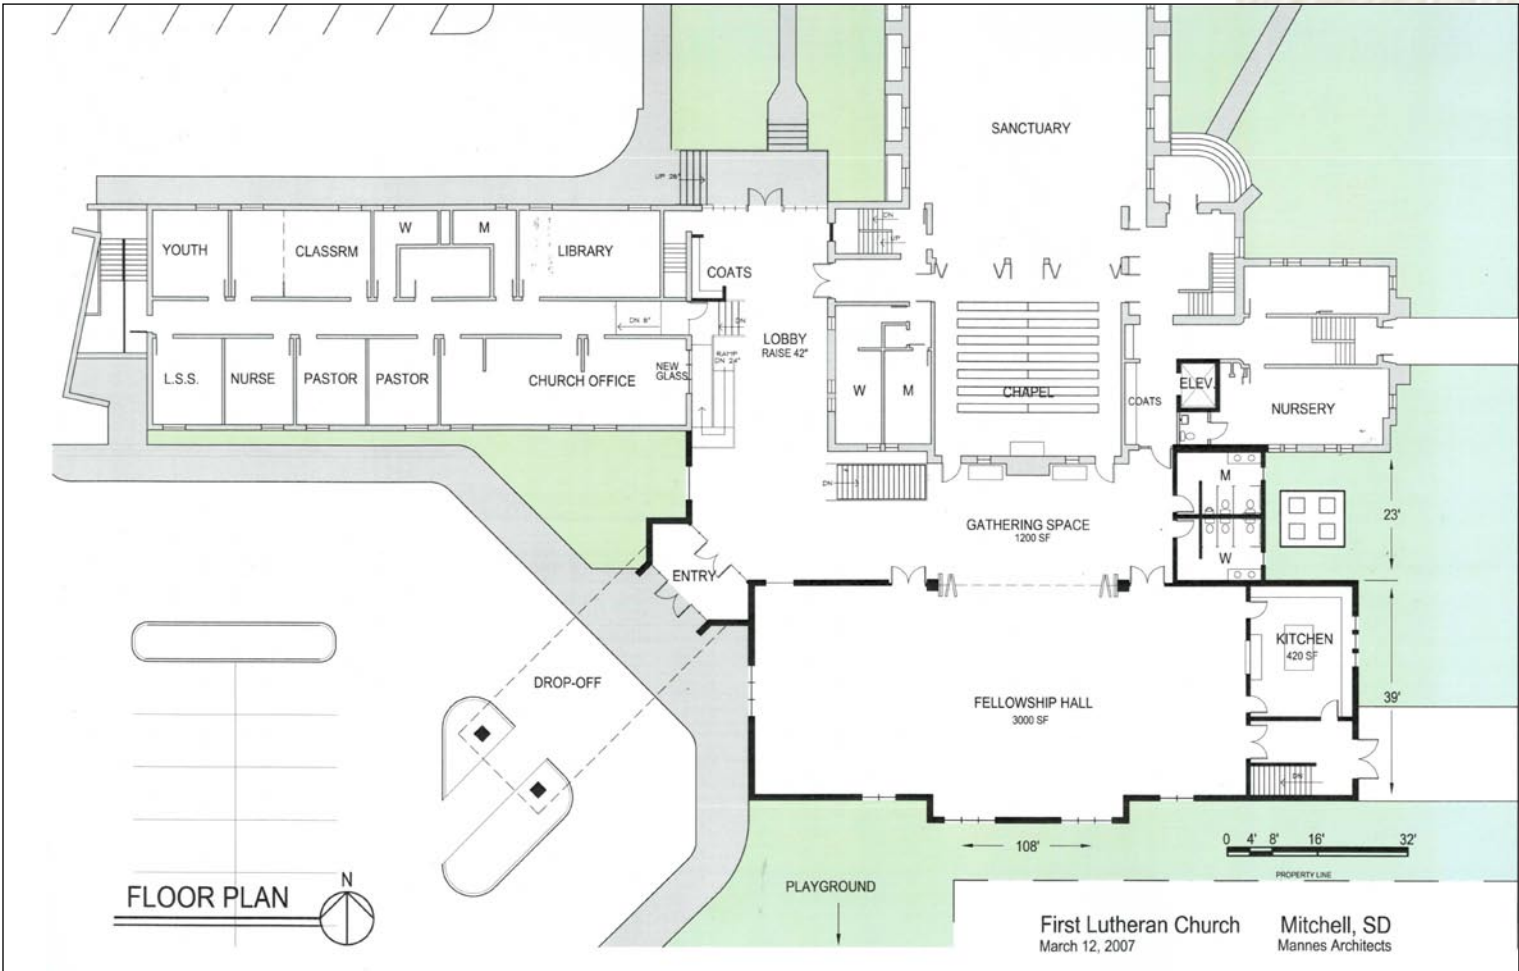 SANCTUARY
UP 28"
DN
UP
YOUTH
CLASSRM
W
M
LIBRARY
COATS
DN 8"
DN
LOBBY
RAISE 42"
RAMP
DN 24"
NEW
GLASS
L.S.S.
NURSE
PASTOR
PASTOR
CHURCH OFFICE
W
M
CHAPEL
COATS
ELEV.
NURSERY
DN
M
W
23'
GATHERING SPACE
1200 SF
ENTRY
KITCHEN
420 SF
DROP-OFF
FELLOWSHIP HALL
3000 SF
39'
DN
108'
0 4' 8' 16' 32'
PROPERTY LINE
PLAYGROUND
FLOOR PLAN
N
First Lutheran Church Mitchell, SD
March 12, 2007 Mannes Architects